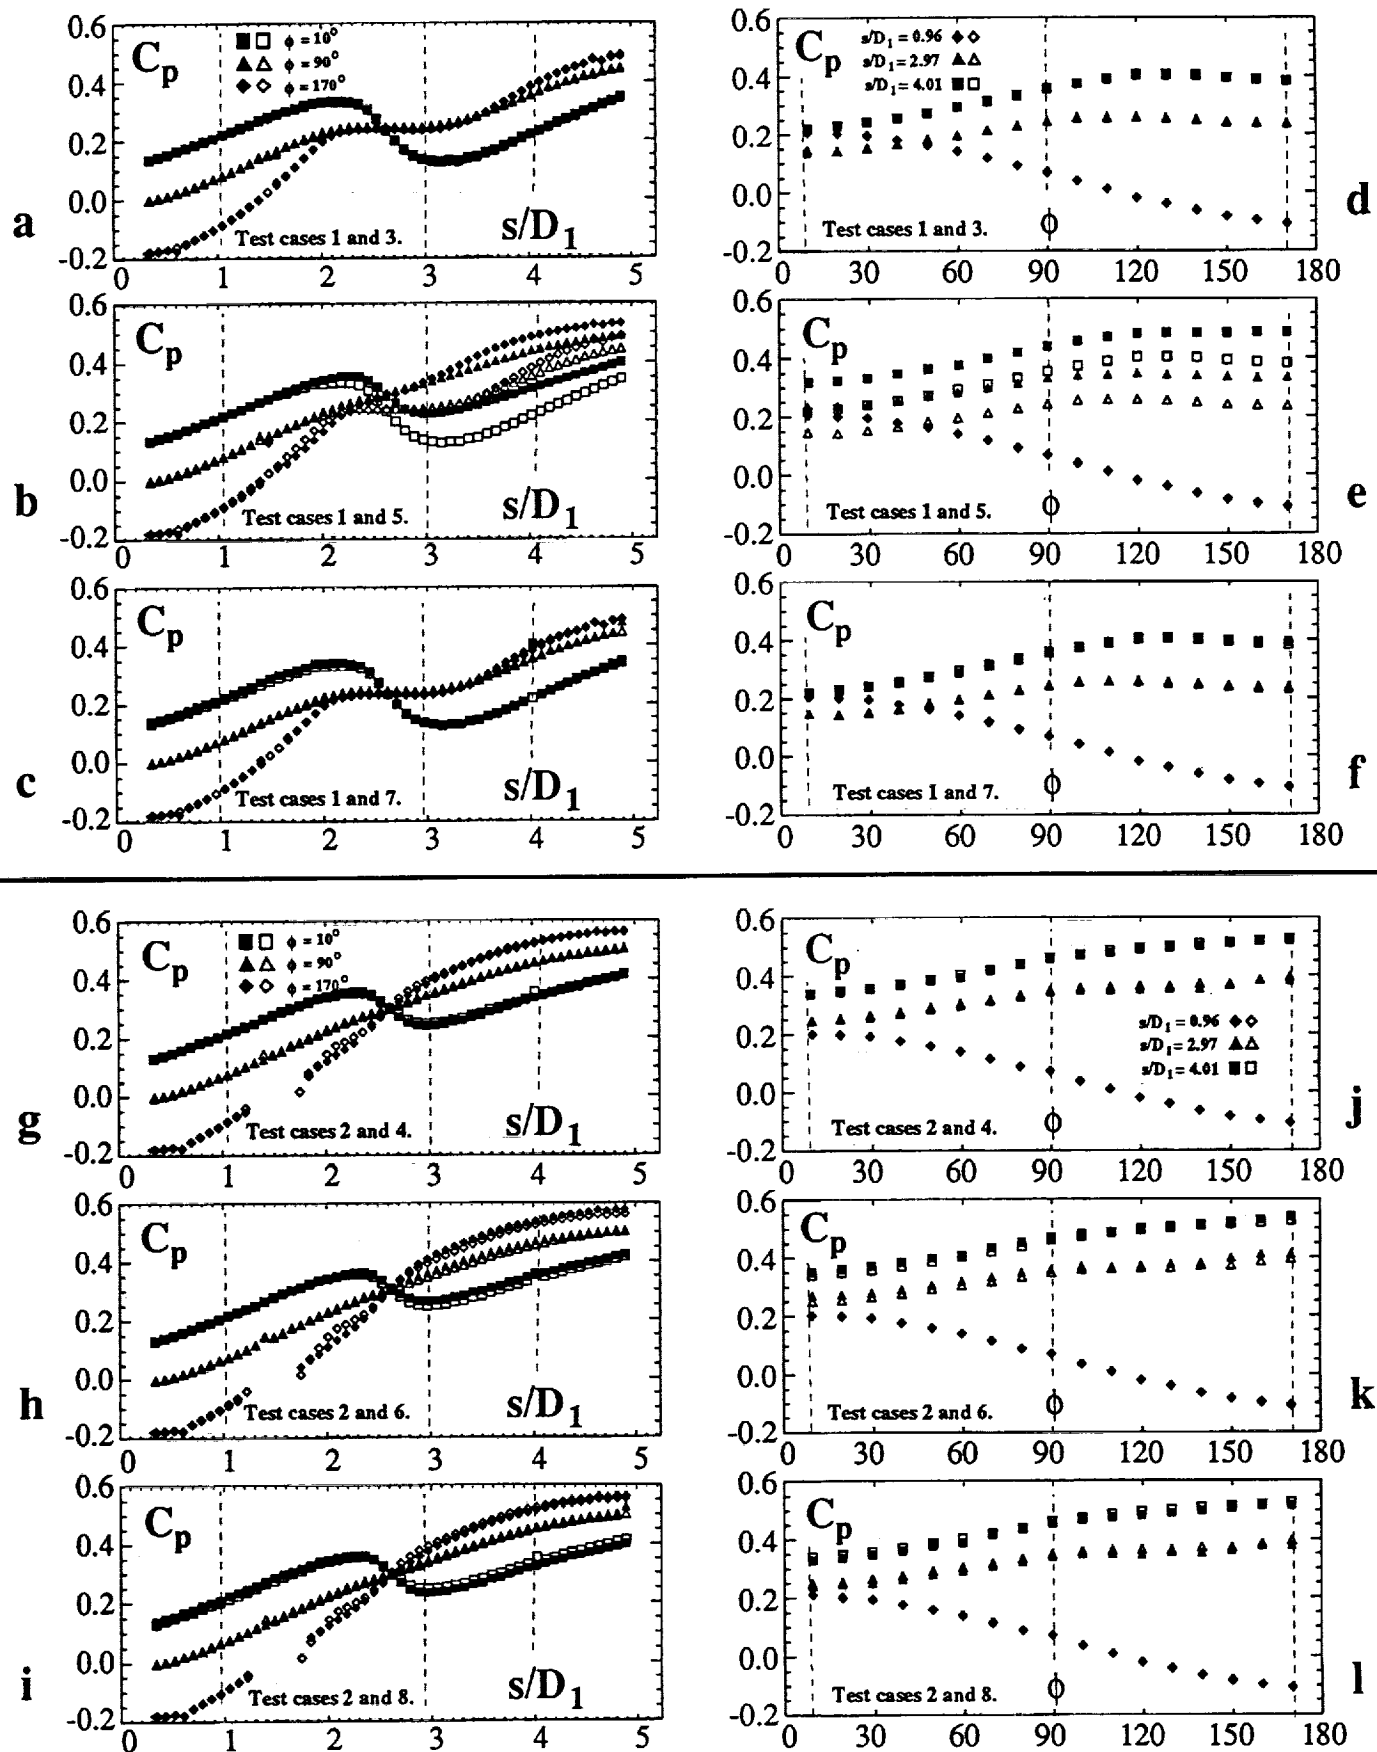 a
0.6
0.4
0.2
0.0
-0.2
Cp
■ □ ϕ = 10°
▲ △ ϕ = 90°
◆ ◇ ϕ = 170°
Test cases 1 and 3.
s/D1
0 1 2 3 4 5
d
0.6
0.4
0.2
0.0
-0.2
Cp
s/D1 = 0.96 ◆ ◇
s/D1 = 2.97 ▲ △
s/D1 = 4.01 ■ □
Test cases 1 and 3.
Φ
0 30 60 90 120 150 180
b
0.6
0.4
0.2
0.0
-0.2
Cp
Test cases 1 and 5.
s/D1
0 1 2 3 4 5
e
0.6
0.4
0.2
0.0
-0.2
Cp
Test cases 1 and 5.
Φ
0 30 60 90 120 150 180
c
0.6
0.4
0.2
0.0
-0.2
Cp
Test cases 1 and 7.
s/D1
0 1 2 3 4 5
f
0.6
0.4
0.2
0.0
-0.2
Cp
Test cases 1 and 7.
Φ
0 30 60 90 120 150 180
g
0.6
0.4
0.2
0.0
-0.2
Cp
■ □ ϕ = 10°
▲ △ ϕ = 90°
◆ ◇ ϕ = 170°
Test cases 2 and 4.
s/D1
0 1 2 3 4 5
j
0.6
0.4
0.2
0.0
-0.2
Cp
s/D1 = 0.96 ◆ ◇
s/D1 = 2.97 ▲ △
s/D1 = 4.01 ■ □
Test cases 2 and 4.
Φ
0 30 60 90 120 150 180
h
0.6
0.4
0.2
0.0
-0.2
Cp
Test cases 2 and 6.
s/D1
0 1 2 3 4 5
k
0.6
0.4
0.2
0.0
-0.2
Cp
Test cases 2 and 6.
Φ
0 30 60 90 120 150 180
i
0.6
0.4
0.2
0.0
-0.2
Cp
Test cases 2 and 8.
s/D1
0 1 2 3 4 5
l
0.6
0.4
0.2
0.0
-0.2
Cp
Test cases 2 and 8.
Φ
0 30 60 90 120 150 180